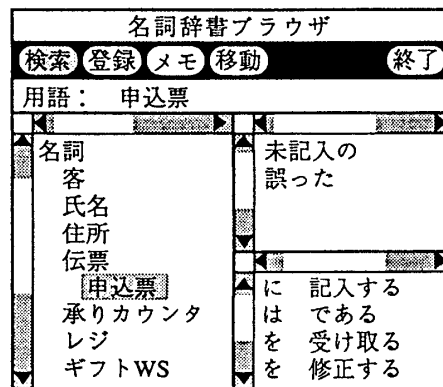 名詞辞書ブラウザ
検索 登録 メモ 移動 終了
用語： 申込票
名詞
客
氏名
住所
伝票
申込票
承りカウンタ
レジ
ギフトWS
未記入の
誤った
に 記入する
は である
を 受け取る
を 修正する